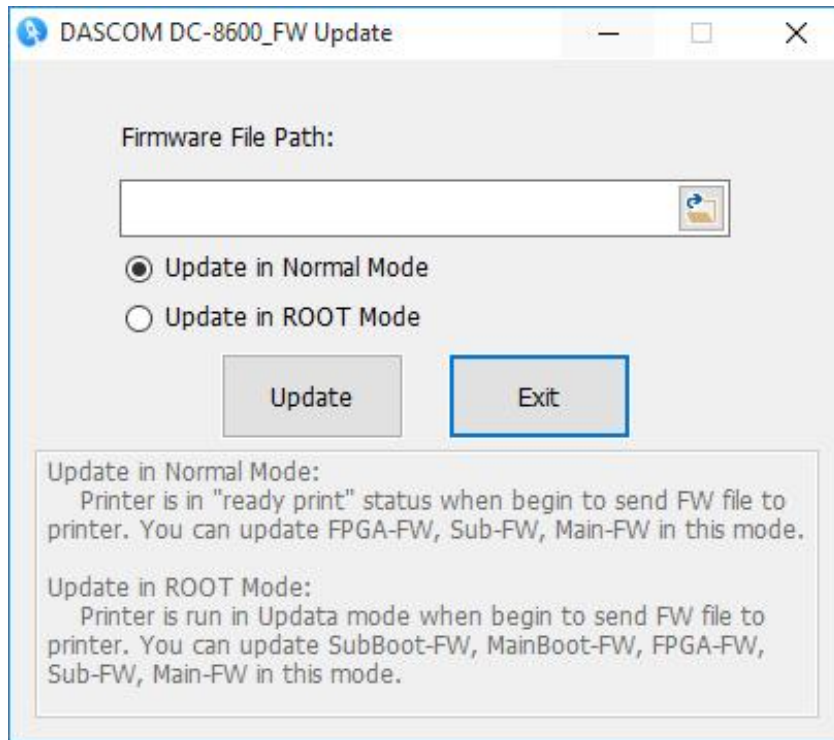 DASCOM DC-8600_FW Update
Firmware File Path:
Update in Normal Mode
Update in ROOT Mode
Update
Exit
Update in Normal Mode:
Printer is in "ready print" status when begin to send FW file to
printer. You can update FPGA-FW, Sub-FW, Main-FW in this mode.
Update in ROOT Mode:
Printer is run in Updata mode when begin to send FW file to
printer. You can update SubBoot-FW, MainBoot-FW, FPGA-FW,
Sub-FW, Main-FW in this mode.